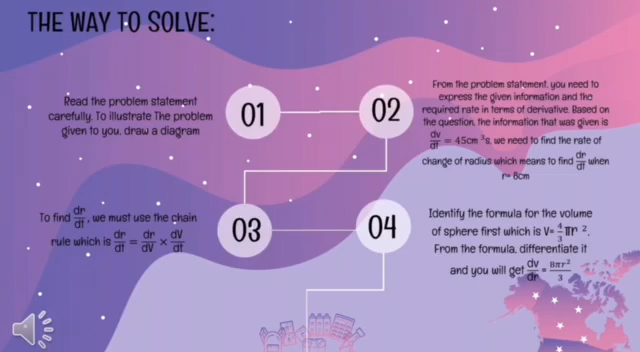 THE WAY TO SOLVE:
01
Read the problem statement
carefully. To illustrate The problem
given to you, draw a diagram
02
From the problem statement, you need to
express the given information and the
required rate in terms of derivative. Based on
the question, the information that was given is
dv/dt = 45cm ³s, we need to find the rate of
change of radius which means to find dr/dt when
r= 8cm
03
To find dr/dt, we must use the chain
rule which is dr/dt = dr/dV × dV/dt
04
Identify the formula for the volume
of sphere first which is V= 4/3 πr ².
From the formula, differentiate it
and you will get dv/dr = 8πr²/3